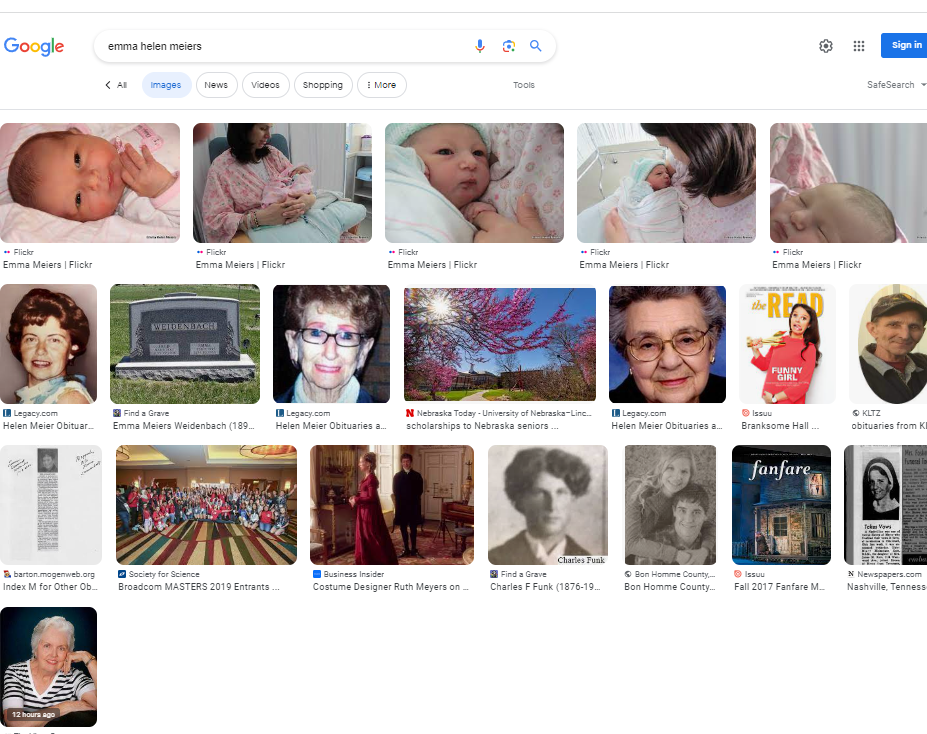 Google
emma helen meiers
Sign in
All
Images
News
Videos
Shopping
More
Tools
SafeSearch
Flickr
Emma Meiers | Flickr
Flickr
Emma Meiers | Flickr
Flickr
Emma Meiers | Flickr
Flickr
Emma Meiers | Flickr
Flickr
Emma Meiers | Flickr
WEIDENBACH
the READ
FUNNY
GIRL
Legacy.com
Helen Meier Obituar...
Find a Grave
Emma Meiers Weidenbach (189...
Legacy.com
Helen Meier Obituaries a...
Nebraska Today - University of Nebraska–Linc...
scholarships to Nebraska seniors ...
Legacy.com
Helen Meier Obituaries a...
Issuu
Branksome Hall ...
KLTZ
obituaries from KL
Charles Funk
fanfare
Takes Vows
barton.mogenweb.org
Index M for Other Ob...
Society for Science
Broadcom MASTERS 2019 Entrants ...
Business Insider
Costume Designer Ruth Meyers on ...
Find a Grave
Charles F Funk (1876-19...
Bon Homme County,...
Bon Homme County...
Issuu
Fall 2017 Fanfare M...
Newspapers.com
Nashville, Tenness
12 hours ago